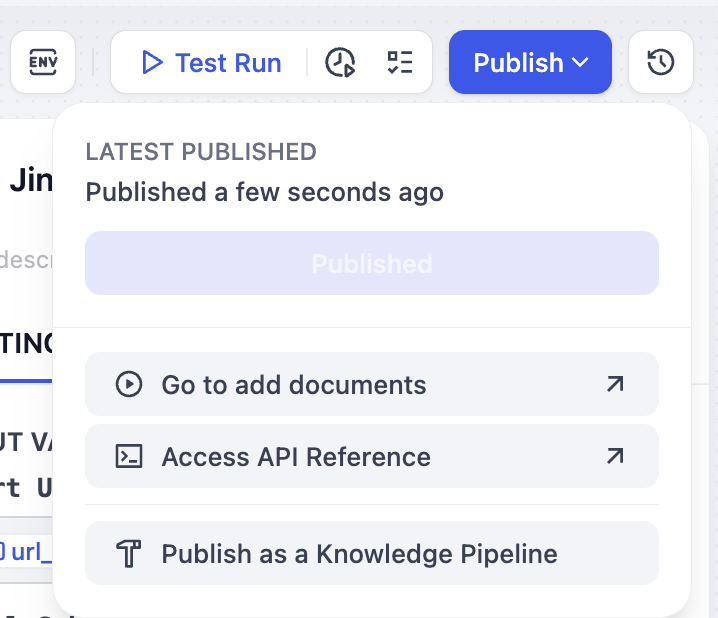 ENV
Test Run
Publish
LATEST PUBLISHED
Published a few seconds ago
Jin
descr
Published
TING
Go to add documents
Access API Reference
UT VA
rt U
url_
Publish as a Knowledge Pipeline